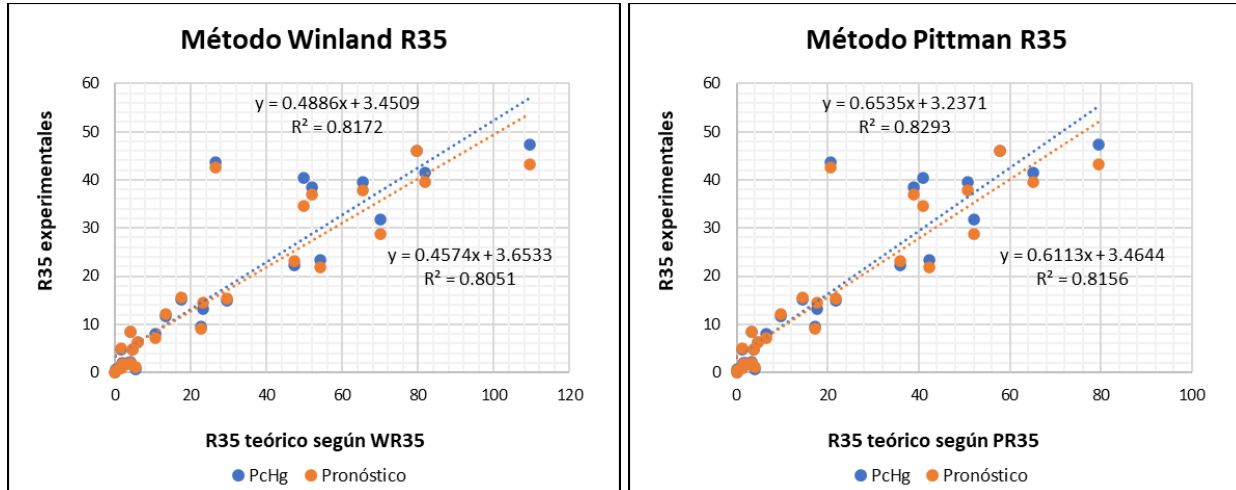 Método Winland R35
60
50
40
30
20
10
0
y = 0.4886x + 3.4509
R² = 0.8172
y = 0.4574x + 3.6533
R² = 0.8051
R35 experimentales
0 20 40 60 80 100 120
R35 teórico según WR35
PcHg Pronóstico
Método Pittman R35
60
50
40
30
20
10
0
y = 0.6535x + 3.2371
R² = 0.8293
y = 0.6113x + 3.4644
R² = 0.8156
R35 experimentales
0 20 40 60 80 100
R35 teórico según PR35
PcHg Pronóstico